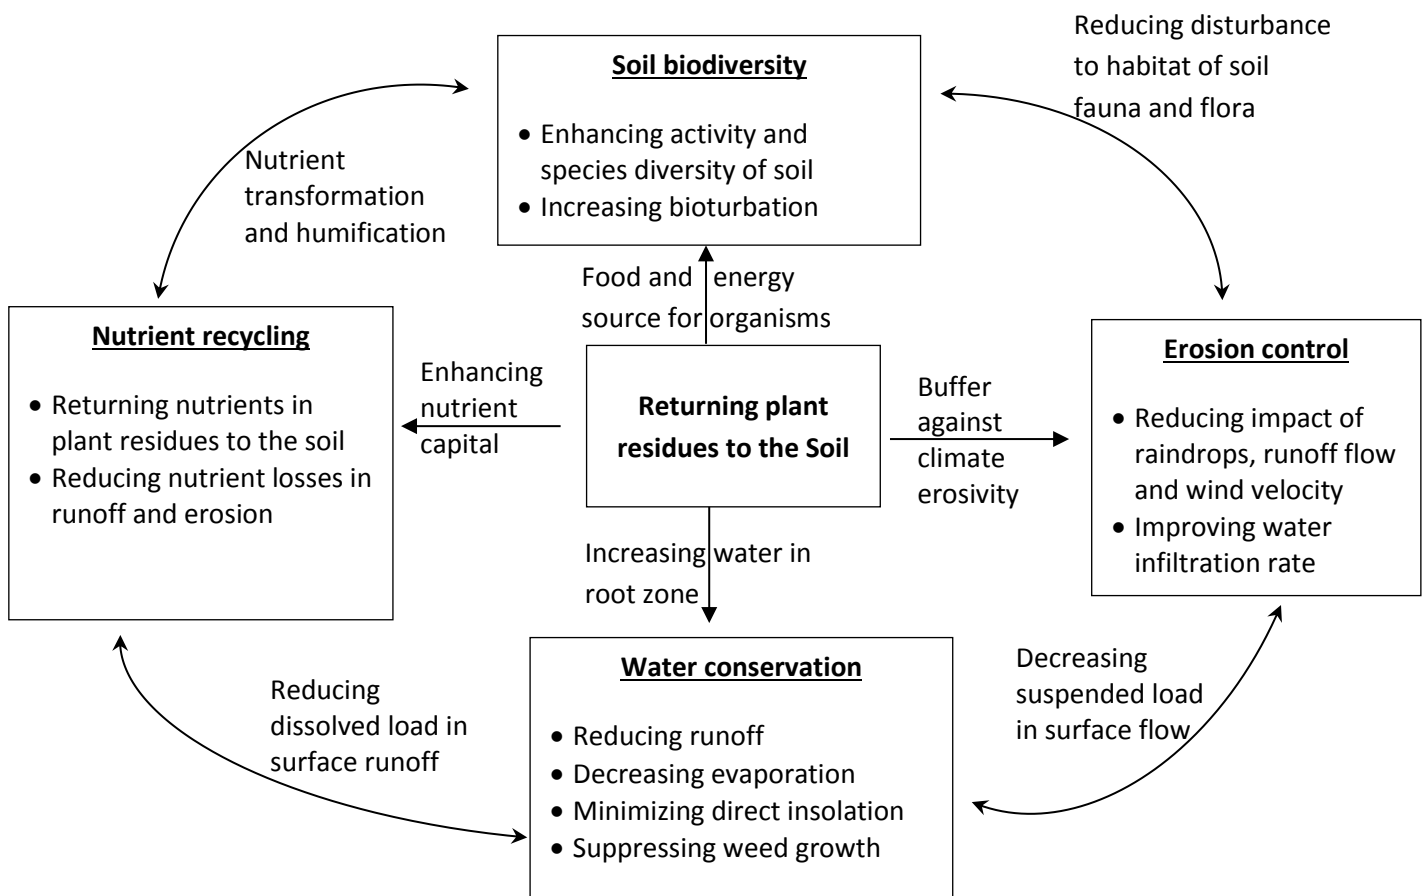 Reducing disturbance
to habitat of soil
fauna and flora
Soil biodiversity
• Enhancing activity and
species diversity of soil
• Increasing bioturbation
Nutrient
transformation
and humification
Food and energy
source for organisms
Nutrient recycling
• Returning nutrients in
plant residues to the soil
• Reducing nutrient losses in
runoff and erosion
Enhancing
nutrient
capital
Returning plant
residues to the Soil
Buffer
against
climate
erosivity
Erosion control
• Reducing impact of
raindrops, runoff flow
and wind velocity
• Improving water
infiltration rate
Increasing water in
root zone
Reducing
dissolved load in
surface runoff
Water conservation
• Reducing runoff
• Decreasing evaporation
• Minimizing direct insolation
• Suppressing weed growth
Decreasing
suspended load
in surface flow